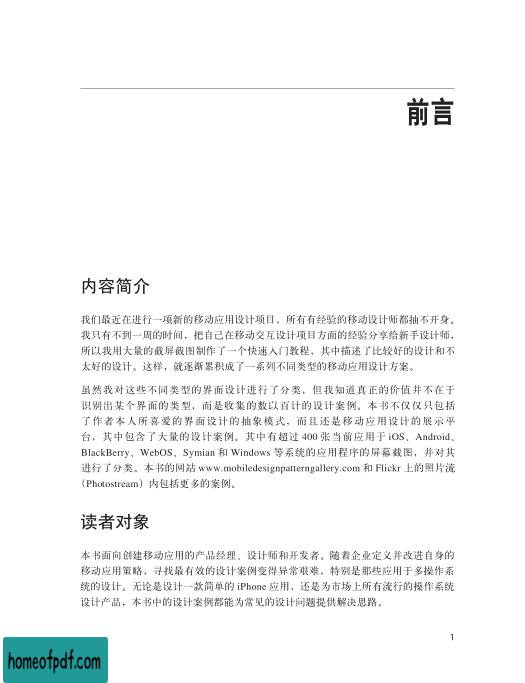 前言
内容简介
我们最近在进行一项新的移动应用设计项目，所有有经验的移动设计师都抽不开身。
我只有不到一周的时间，把自己在移动交互设计项目方面的经验分享给新手设计师，
所以我用大量的截屏截图制作了一个快速入门教程，其中描述了比较好的设计和不
太好的设计。这样，就逐渐累积成了一系列不同类型的移动应用设计方案。
虽然我对这些不同类型的界面设计进行了分类，但我知道真正的价值并不在于
识别出某个界面的类型，而是收集的数以百计的设计案例。本书不仅仅只包括
了作者本人所喜爱的界面设计的抽象模式，而且还是移动应用设计的展示平
台，其中包含了大量的设计案例。其中有超过 400 张当前应用于 iOS、Android、
BlackBerry、WebOS、Symian 和 Windows 等系统的应用程序的屏幕截图，并对其
进行了分类。本书的网站 www.mobiledesignpatterngallery.com 和 Flickr 上的照片流
（Photostream）内包括更多的案例。
读者对象
本书面向创建移动应用的产品经理、设计师和开发者。随着企业定义并改进自身的
移动应用策略，寻找最有效的设计案例变得异常艰难，特别是那些应用于多操作系
统的设计。无论是设计一款简单的 iPhone 应用，还是为市场上所有流行的操作系统
设计产品，本书中的设计案例都能为常见的设计问题提供解决思路。
1
homeofpdf.com